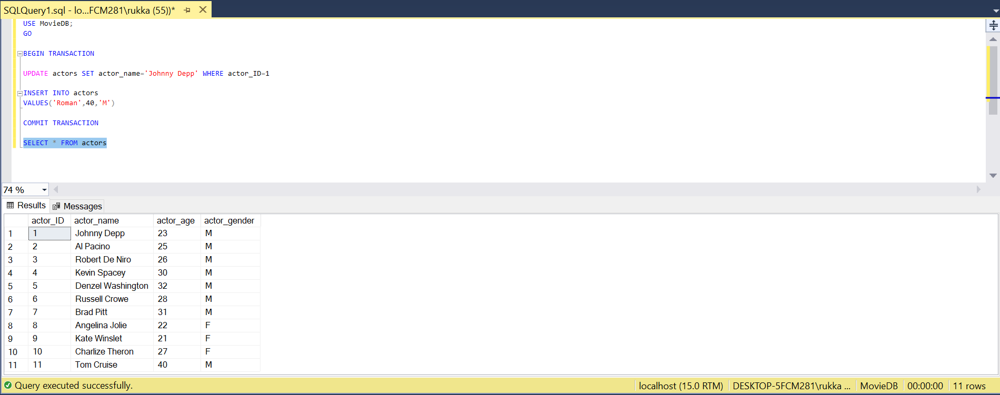 SQLQuery1.sql - lo...FCM281\rukka (55))*
USE MovieDB;
GO
BEGIN TRANSACTION
UPDATE actors SET actor_name='Johnny Depp' WHERE actor_ID=1
INSERT INTO actors
VALUES('Roman',40,'M')
COMMIT TRANSACTION
SELECT * FROM actors
74 %
Results Messages
actor_ID actor_name actor_age actor_gender
1 1 Johnny Depp 23 M
2 2 Al Pacino 25 M
3 3 Robert De Niro 26 M
4 4 Kevin Spacey 30 M
5 5 Denzel Washington 32 M
6 6 Russell Crowe 28 M
7 7 Brad Pitt 31 M
8 8 Angelina Jolie 22 F
9 9 Kate Winslet 21 F
10 10 Charlize Theron 27 F
11 11 Tom Cruise 40 M
Query executed successfully. localhost (15.0 RTM) DESKTOP-5FCM281\rukka ... MovieDB 00:00:00 11 rows